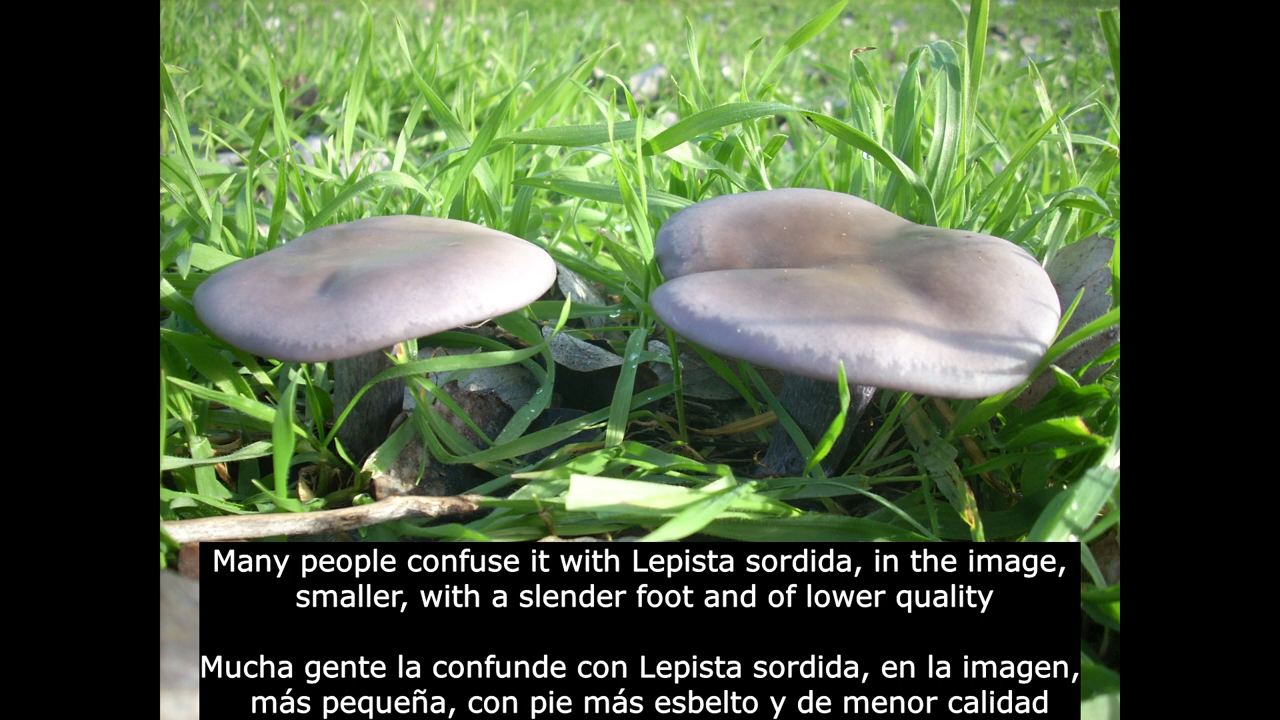 Many people confuse it with Lepista sordida, in the image,
smaller, with a slender foot and of lower quality
Mucha gente la confunde con Lepista sordida, en la imagen,
más pequeña, con pie más esbelto y de menor calidad